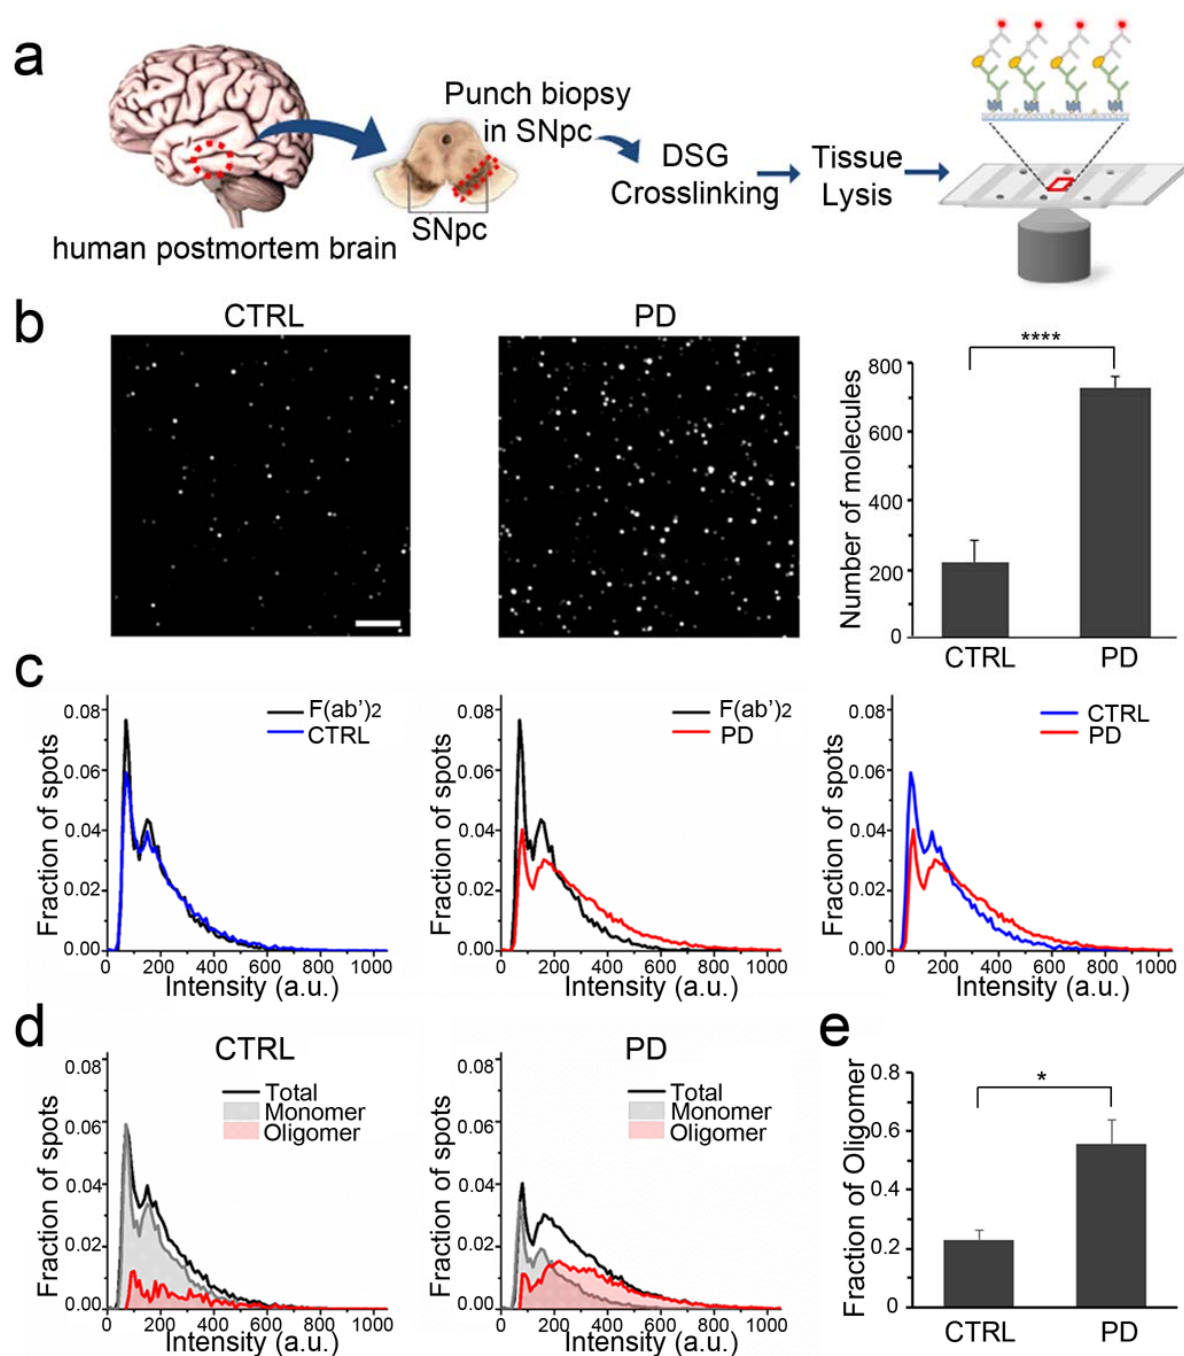 a
Punch biopsy
in SNpc
DSG
Crosslinking
Tissue
Lysis
SNpc
human postmortem brain
b
CTRL
PD
****
Number of molecules
800
600
400
200
0
CTRL
PD
c
Fraction of spots
0.08
0.06
0.04
0.02
0.00
F(ab')2
CTRL
0 200 400 600 800 1000
Intensity (a.u.)
Fraction of spots
0.08
0.06
0.04
0.02
0.00
F(ab')2
PD
0 200 400 600 800 1000
Intensity (a.u.)
Fraction of spots
0.08
0.06
0.04
0.02
0.00
CTRL
PD
0 200 400 600 800 1000
Intensity (a.u.)
d
CTRL
Fraction of spots
0.08
0.06
0.04
0.02
0.00
Total
Monomer
Oligomer
0 200 400 600 800 1000
Intensity (a.u.)
PD
Fraction of spots
0.08
0.06
0.04
0.02
0.00
Total
Monomer
Oligomer
0 200 400 600 800 1000
Intensity (a.u.)
e
*
Fraction of Oligomer
0.8
0.6
0.4
0.2
0
CTRL
PD